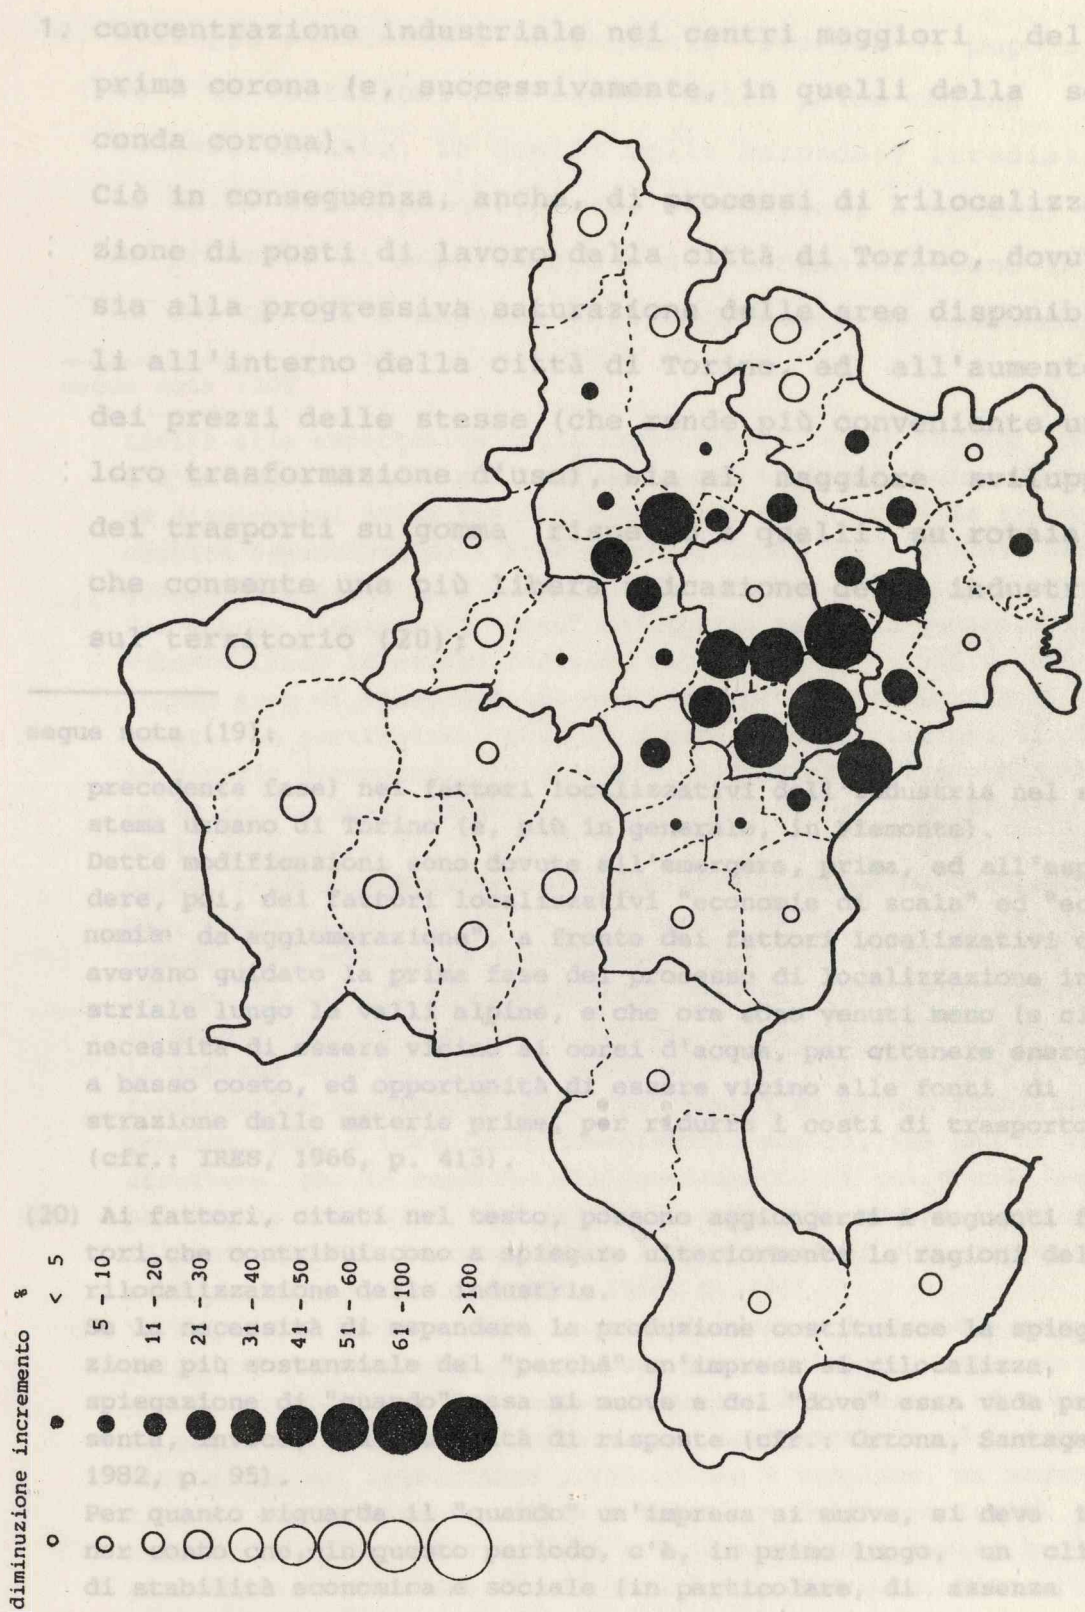 1. concentrazione industriale nei centri maggiori del
prima corona (e, successivamente, in quelli della s
conda corona).
Ciò in conseguenza, anche, di processi di rilocalizz
zione di posti di lavoro dalla città di Torino, dovu
sia alla progressiva saturazione delle aree disponib
li all'interno della città di Torino, ed all'aument
dei prezzi delle stesse (che rende più conveniente u
loro trasformazione d'uso), sia al maggiore svilup
dei trasporti su gomma rispetto a quelli su rotaia
che consente una più libera ubicazione delle indust
sul territorio (20);
segue nota (19):
precedente fase) nei fattori localizzativi dell'industria nel s
stema urbano di Torino (e, più in generale, in Piemonte).
Dette modificazioni sono dovute all'emergere, prima, ed all'esp
dere, poi, dei fattori localizzativi "economie di scala" ed "ec
nomie da agglomerazione", a fronte dei fattori localizzativi c
avevano guidato la prima fase del processo di localizzazione in
striale lungo le valli alpine, e che ora sono venuti meno (s ci
necessità di essere vicino ai corsi d'acqua, per ottenere energ
a basso costo, ed opportunità di essere vicino alle fonti di
strazione delle materie prime, per ridurre i costi di trasporto
(cfr.: IRES, 1966, p. 413).
(20) Ai fattori, citati nel testo, possono aggiungersi i seguenti f
tori che contribuiscono a spiegare ulteriormente le ragioni del
rilocalizzazione delle industrie.
Se la necessità di espandere la produzione costituisce la spieg
zione più sostanziale del "perché" un'impresa si rilocalizza,
spiegazione di "quando" essa si muove e del "dove" essa vada pr
senta, invece, di risposte (cfr.: Ortona, Santaga
1982, p. 95).
Per quanto riguarda il "quando" un'impresa si muove, si deve t
ner conto che, in questo periodo, c'è, in primo luogo, un cli
di stabilità economica e sociale (in particolare, di assenza
diminuzione incremento %
< 5
5- 10
11- 20
21- 30
31- 40
41- 50
51- 60
61-100
>100